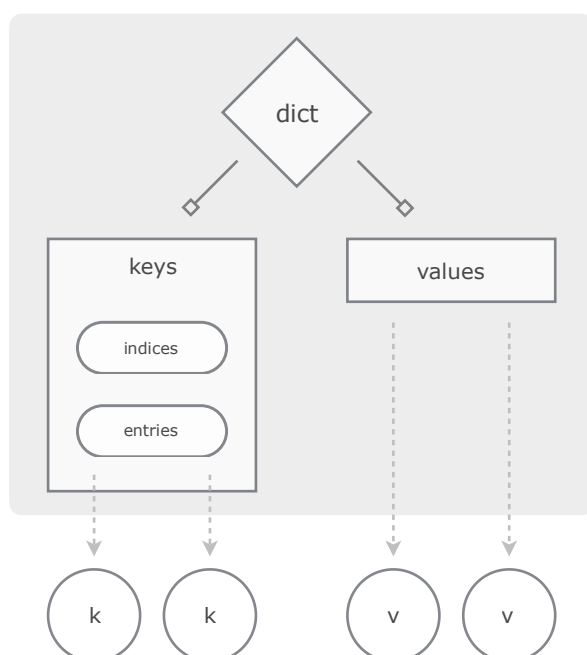 dict
keys
values
indices
entries
k
k
v
v